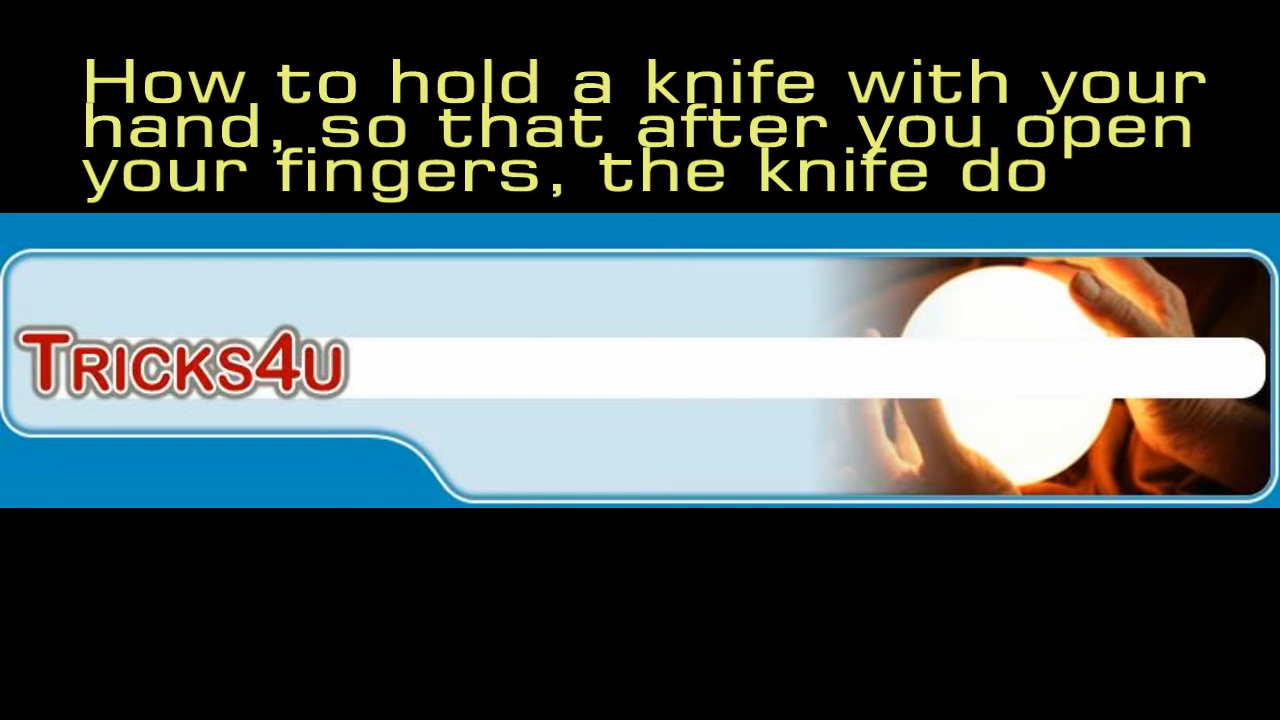 How to hold a knife with your
hand, so that after you open
your fingers, the knife do
TRICKS4U